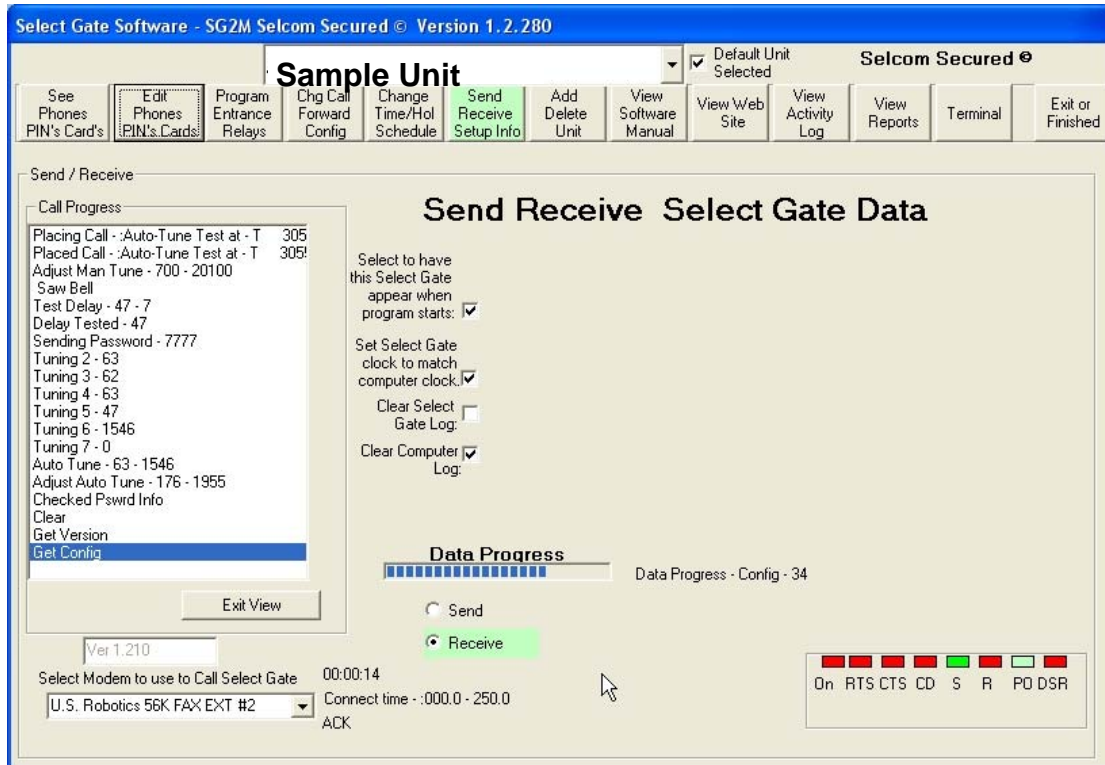 Select Gate Software - SG2M Selcom Secured © Version 1.2.280
Sample Unit
Default Unit
Selected
Selcom Secured ©
See
Phones
PIN's Card's
Edit
Phones
PIN's.Cards
Program
Entrance
Relays
Chg Call
Forward
Config
Change
Time/Hol
Schedule
Send
Receive
Setup Info
Add
Delete
Unit
View
Software
Manual
View Web
Site
View
Activity
Log
View
Reports
Terminal
Exit or
Finished
Send / Receive
Call Progress
Placing Call - :Auto-Tune Test at - T 305
Placed Call - :Auto-Tune Test at - T 305
Adjust Man Tune - 700 - 20100
Saw Bell
Test Delay - 47 - 7
Delay Tested - 47
Sending Password - 7777
Tuning 2 - 63
Tuning 3 - 62
Tuning 4 - 63
Tuning 5 - 47
Tuning 6 - 1546
Tuning 7 - 0
Auto Tune - 63 - 1546
Adjust Auto Tune - 176 - 1955
Checked Pswrd Info
Clear
Get Version
Get Config
Exit View
Send Receive Select Gate Data
Select to have
this Select Gate
appear when
program starts:
Set Select Gate
clock to match
computer clock.
Clear Select
Gate Log:
Clear Computer
Log:
Data Progress
Data Progress - Config - 34
Send
Receive
Ver 1.210
Select Modem to use to Call Select Gate
U.S. Robotics 56K FAX EXT #2
00:00:14
Connect time - :000.0 - 250.0
ACK
On RTS CTS CD S R PO DSR